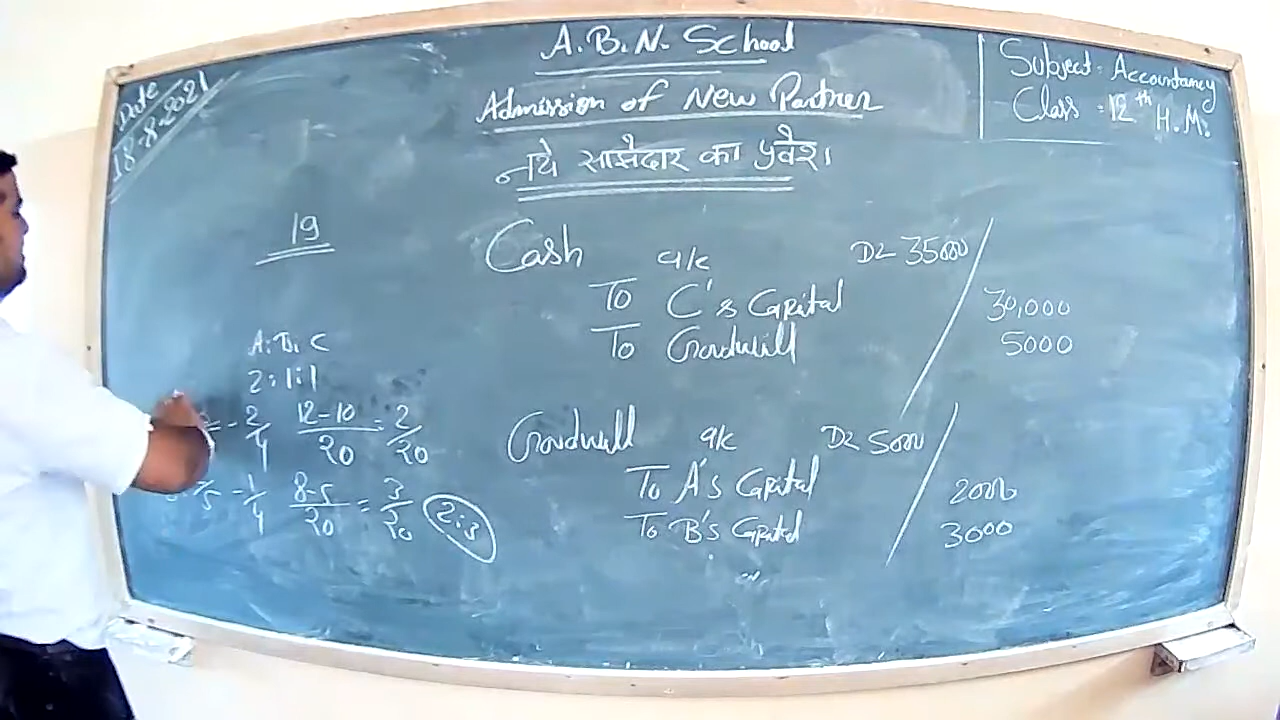 A.B.N. School
Admission of New Partner
नये साझेदार का प्रवेश।
Date
18-8-2021
Subject: Accountancy
Class - 12th H.M.
19
A:B:C
2:1:1
- 2/4 12-10/20 = 2/20
/5 - 1/4 8-5/20 = 3/20 2:3
Cash a/c Dr 35000
To C's Capital 30,000
To Goodwill 5000
Goodwill a/c Dr 5000
To A's Capital 2000
To B's Capital 3000